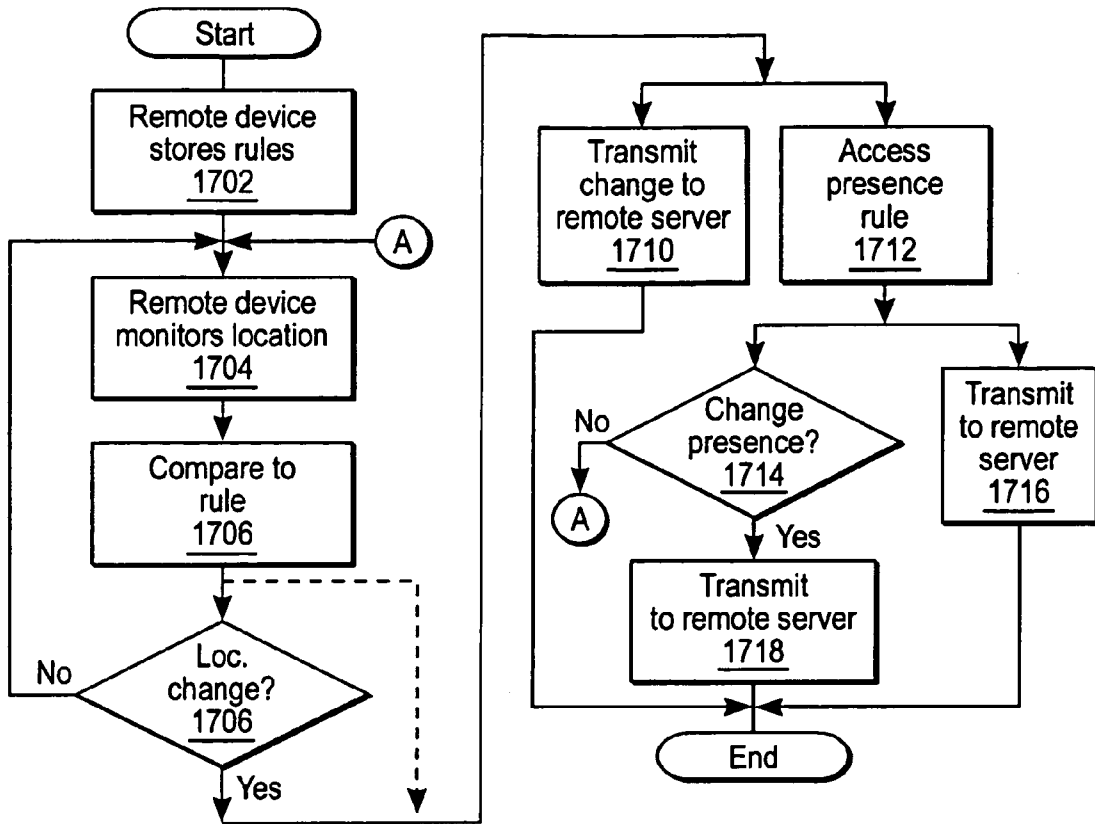 Start
Remote device
stores rules
1702
A
Remote device
monitors location
1704
Compare to
rule
1706
Loc.
change?
1706
No
Yes
Transmit
change to
remote server
1710
Access
presence
rule
1712
Change
presence?
1714
No
A
Yes
Transmit
to remote
server
1716
Transmit
to remote server
1718
End